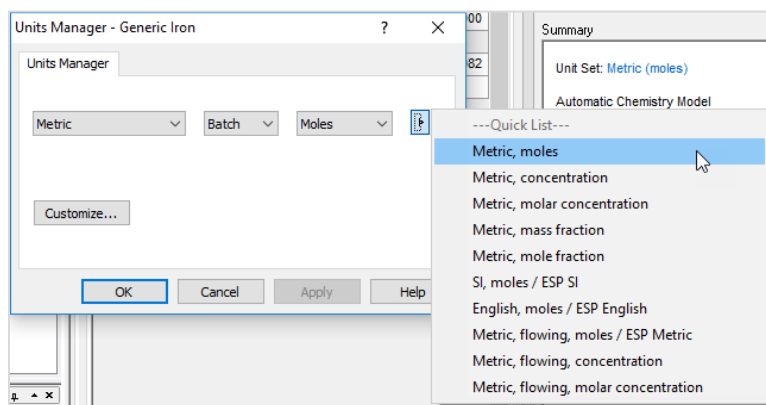 Units Manager - Generic Iron ? X
Units Manager
Metric Batch Moles
Customize...
OK Cancel Apply Help
00
82
Summary
Unit Set: Metric (moles)
Automatic Chemistry Model
---Quick List---
Metric, moles
Metric, concentration
Metric, molar concentration
Metric, mass fraction
Metric, mole fraction
SI, moles / ESP SI
English, moles / ESP English
Metric, flowing, moles / ESP Metric
Metric, flowing, concentration
Metric, flowing, molar concentration